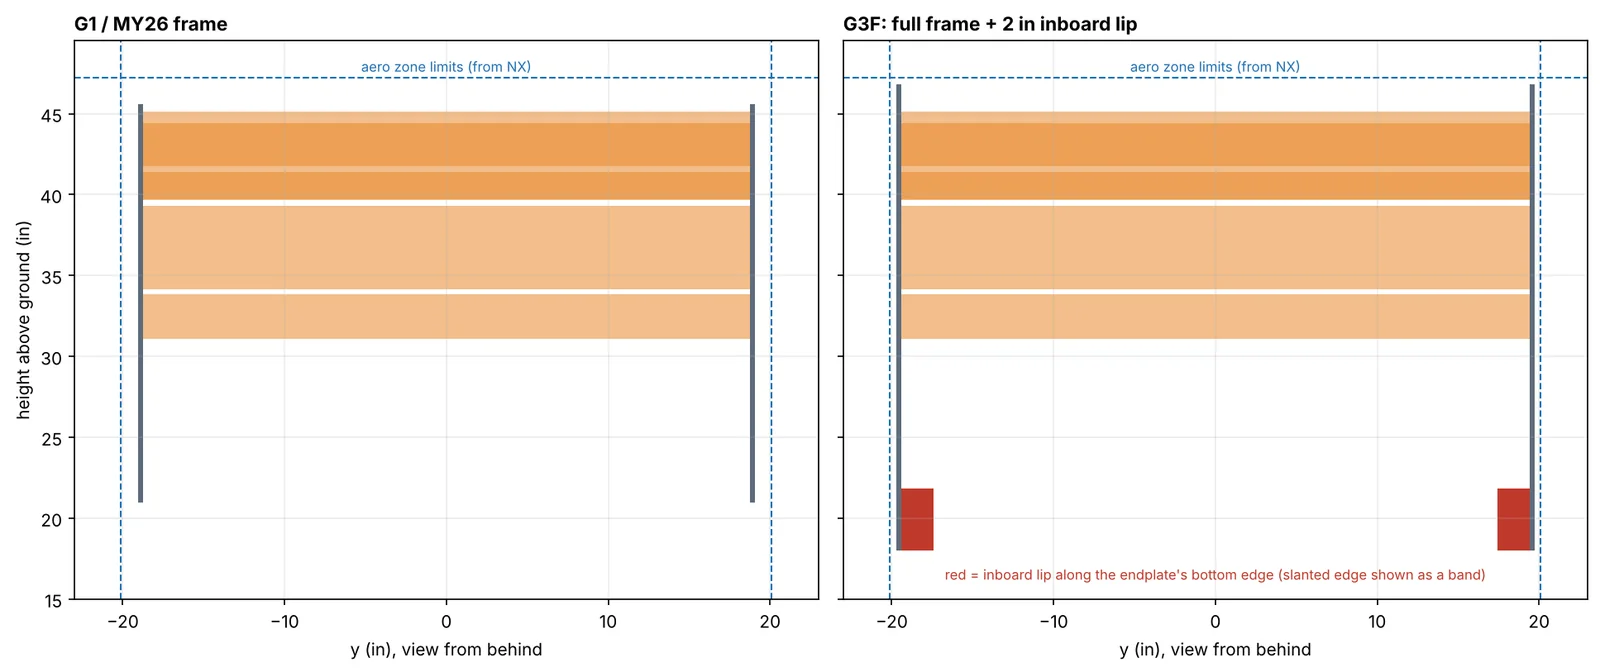 G1 / MY26 frame
aero zone limits (from NX)
height above ground (in)
45
40
35
30
25
20
15
−20
−10
0
10
20
y (in), view from behind
G3F: full frame + 2 in inboard lip
aero zone limits (from NX)
red = inboard lip along the endplate's bottom edge (slanted edge shown as a band)
−20
−10
0
10
20
y (in), view from behind